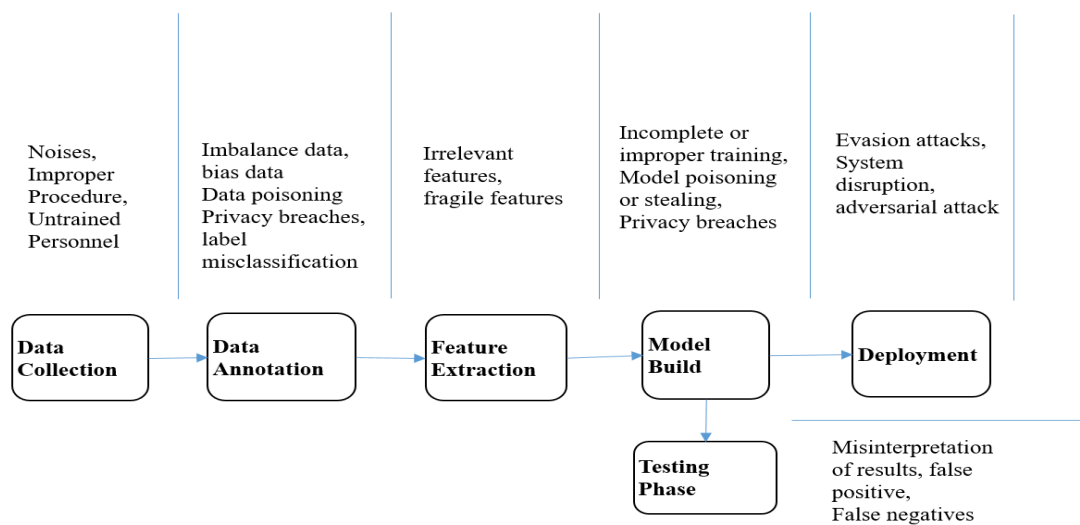 Noises,
Improper
Procedure,
Untrained
Personnel
Imbalance data,
bias data
Data poisoning
Privacy breaches,
label
misclassification
Irrelevant
features,
fragile features
Incomplete or
improper training,
Model poisoning
or stealing,
Privacy breaches
Evasion attacks,
System
disruption,
adversarial attack
Data
Collection
Data
Annotation
Feature
Extraction
Model
Build
Deployment
Testing
Phase
Misinterpretation
of results, false
positive,
False negatives